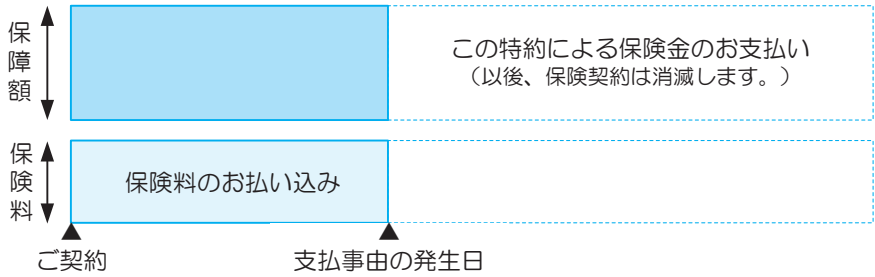 保障額
この特約による保険金のお支払い
（以後、保険契約は消滅します。）
保険料
保険料のお払い込み
ご契約
支払事由の発生日